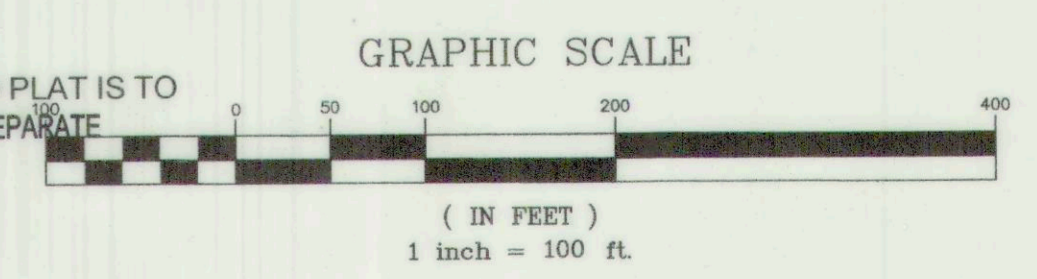 GRAPHIC SCALE
PLAT IS TO
EPARATE
100 0 50 100 200 400
( IN FEET )
1 inch = 100 ft.